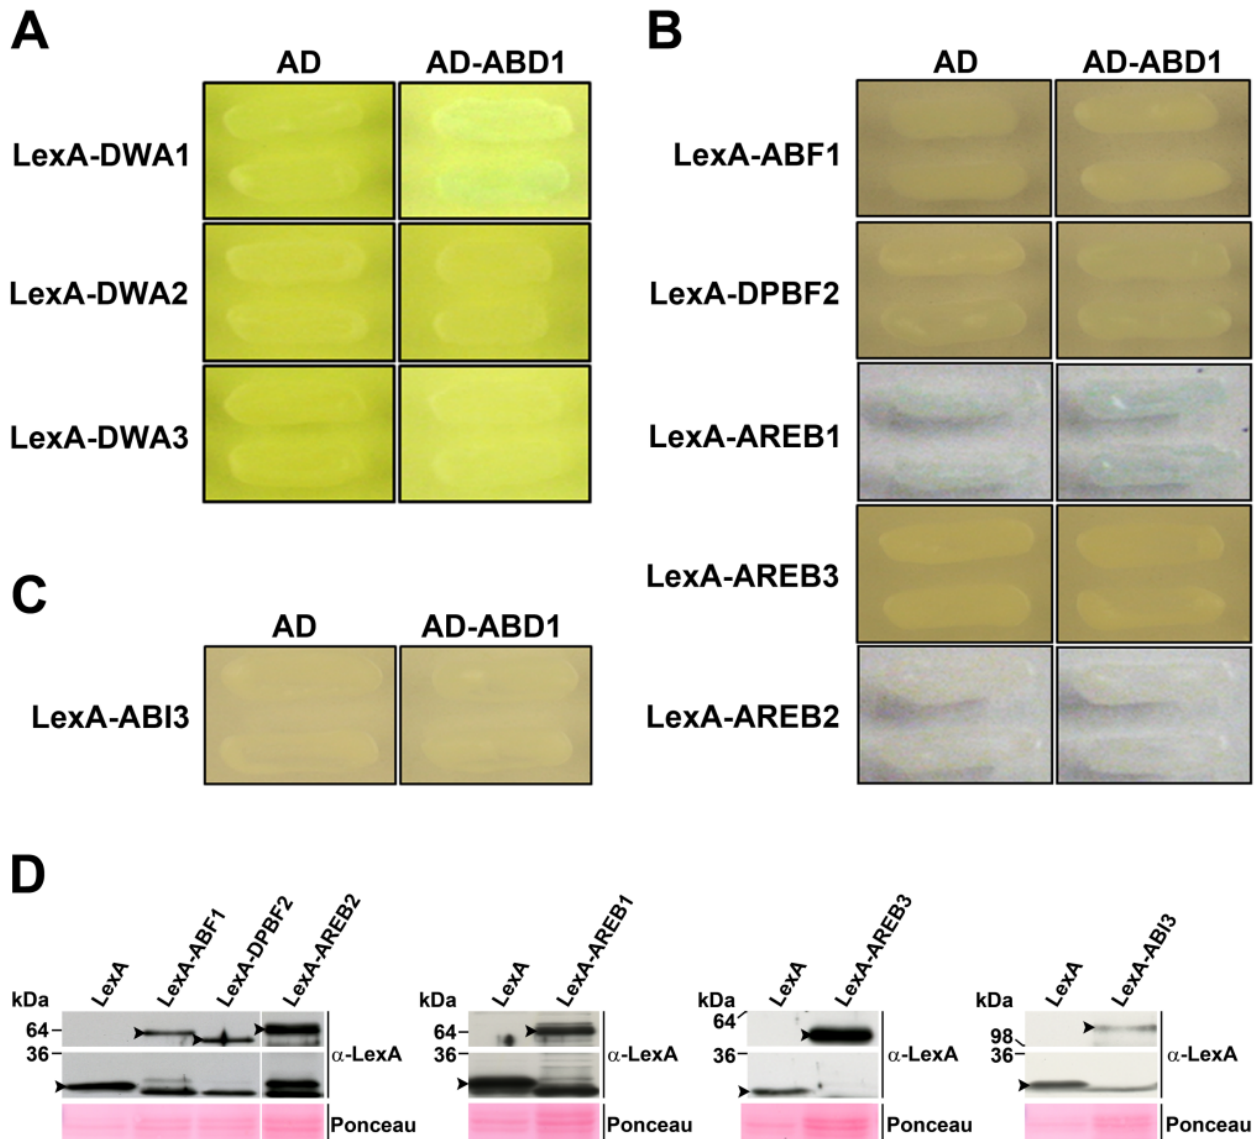 A
AD AD-ABD1
LexA-DWA1
LexA-DWA2
LexA-DWA3
B
AD AD-ABD1
LexA-ABF1
LexA-DPBF2
LexA-AREB1
LexA-AREB3
LexA-AREB2
C
AD AD-ABD1
LexA-ABI3
D
LexA LexA-ABF1 LexA-DPBF2 LexA-AREB2
kDa
64
36
α-LexA
Ponceau
LexA LexA-AREB1
kDa
64
36
α-LexA
Ponceau
LexA LexA-AREB3
kDa
64
36
α-LexA
Ponceau
LexA LexA-ABI3
kDa
98
36
α-LexA
Ponceau